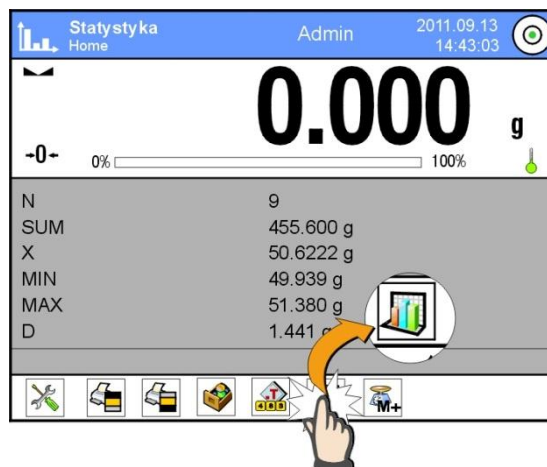 Statystyka
Home
Admin
2011.09.13
14:43:03
0.000
g
→0←
0%
100%
N 9
SUM 455.600 g
X 50.6222 g
MIN 49.939 g
MAX 51.380 g
D 1.441 g
.T
488
M+